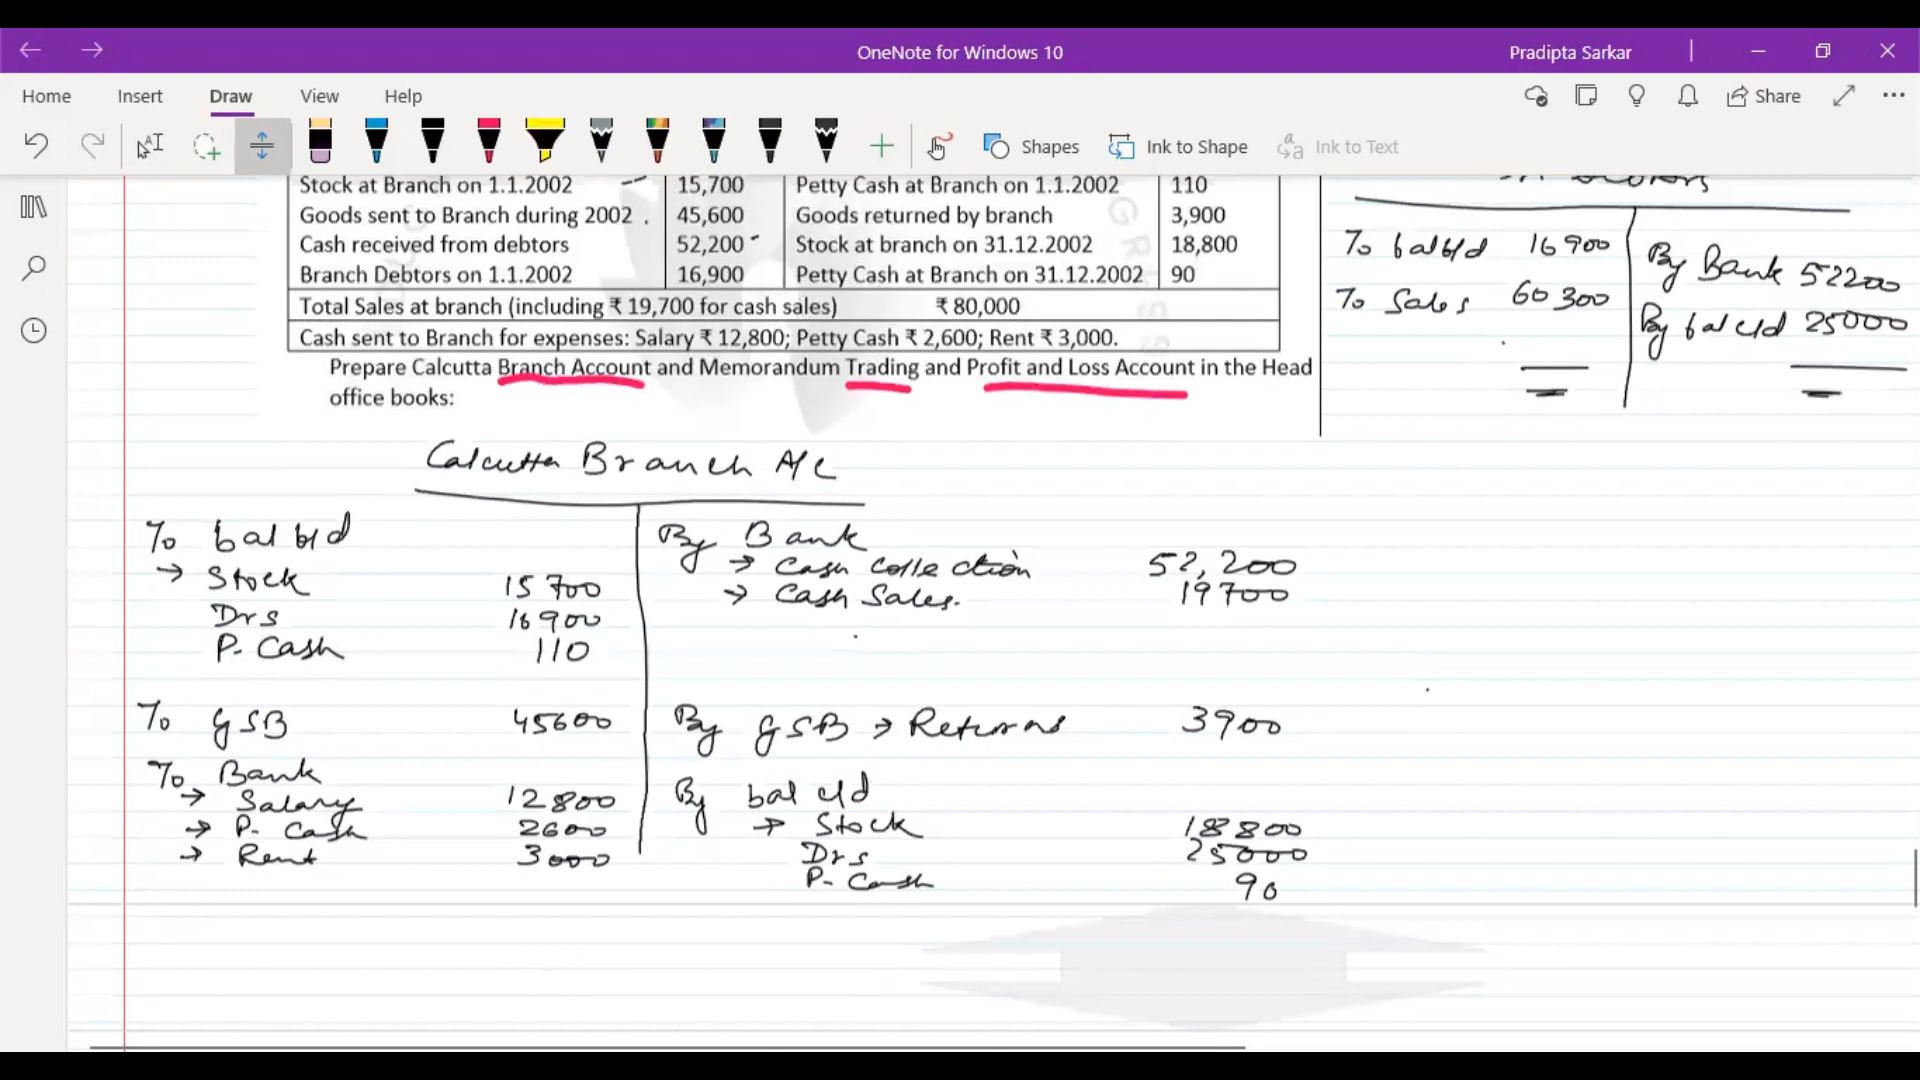 OneNote for Windows 10
Pradipta Sarkar
Home Insert Draw View Help
Share
Shapes Ink to Shape Ink to Text
Stock at Branch on 1.1.2002 15,700 Petty Cash at Branch on 1.1.2002 110
Goods sent to Branch during 2002 45,600 Goods returned by branch 3,900
Cash received from debtors 52,200 Stock at branch on 31.12.2002 18,800
Branch Debtors on 1.1.2002 16,900 Petty Cash at Branch on 31.12.2002 90
Total Sales at branch (including ₹ 19,700 for cash sales) ₹ 80,000
Cash sent to Branch for expenses: Salary ₹ 12,800; Petty Cash ₹ 2,600; Rent ₹ 3,000.
Prepare Calcutta Branch Account and Memorandum Trading and Profit and Loss Account in the Head
office books:
To bal b/d 16900 By Bank 52200
To Sales 60300 By bal c/d 25000
Calcutta Branch A/C
To bal b/d By Bank
→ Stock 15700 → Cash Collection 52,200
Drs 16900 → Cash Sales. 19700
P. Cash 110
To GSB 45600 By GSB → Returns 3900
To Bank By bal c/d
→ Salary 12800 → Stock 18800
→ P. Cash 2600 Drs 25000
→ Rent 3000 P- Cash 90